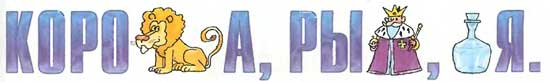 КОРО А, РЫ , Я.